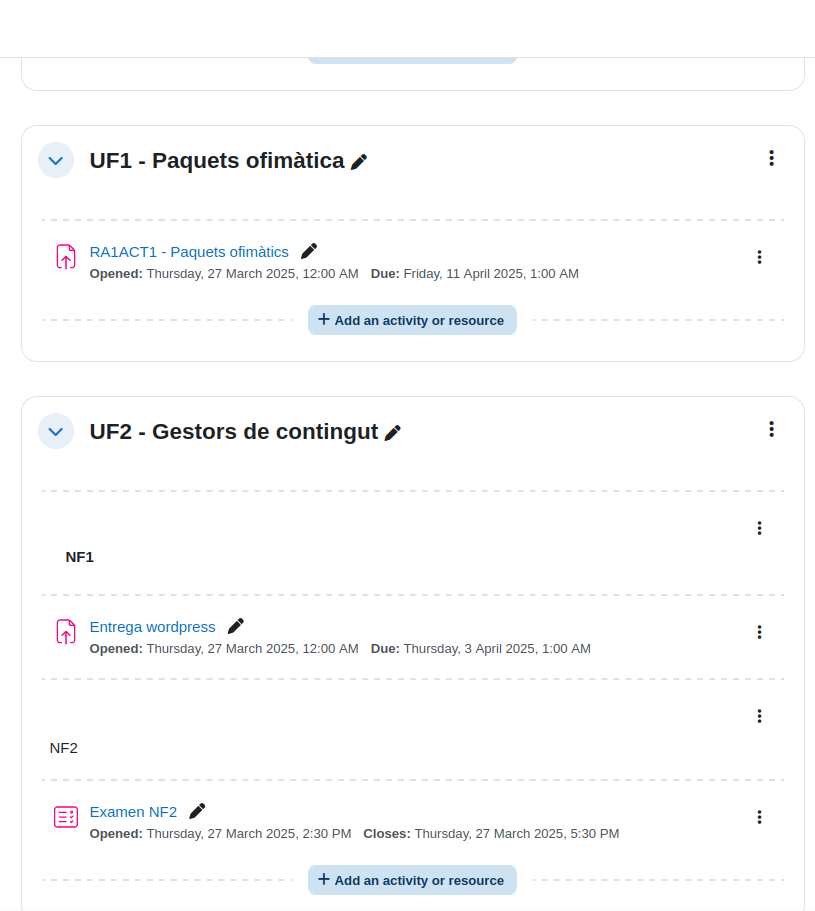 UF1 - Paquets ofimàtica
RA1ACT1 - Paquets ofimàtics
Opened: Thursday, 27 March 2025, 12:00 AM Due: Friday, 11 April 2025, 1:00 AM
+ Add an activity or resource
UF2 - Gestors de contingut
NF1
Entrega wordpress
Opened: Thursday, 27 March 2025, 12:00 AM Due: Thursday, 3 April 2025, 1:00 AM
NF2
Examen NF2
Opened: Thursday, 27 March 2025, 2:30 PM Closes: Thursday, 27 March 2025, 5:30 PM
+ Add an activity or resource